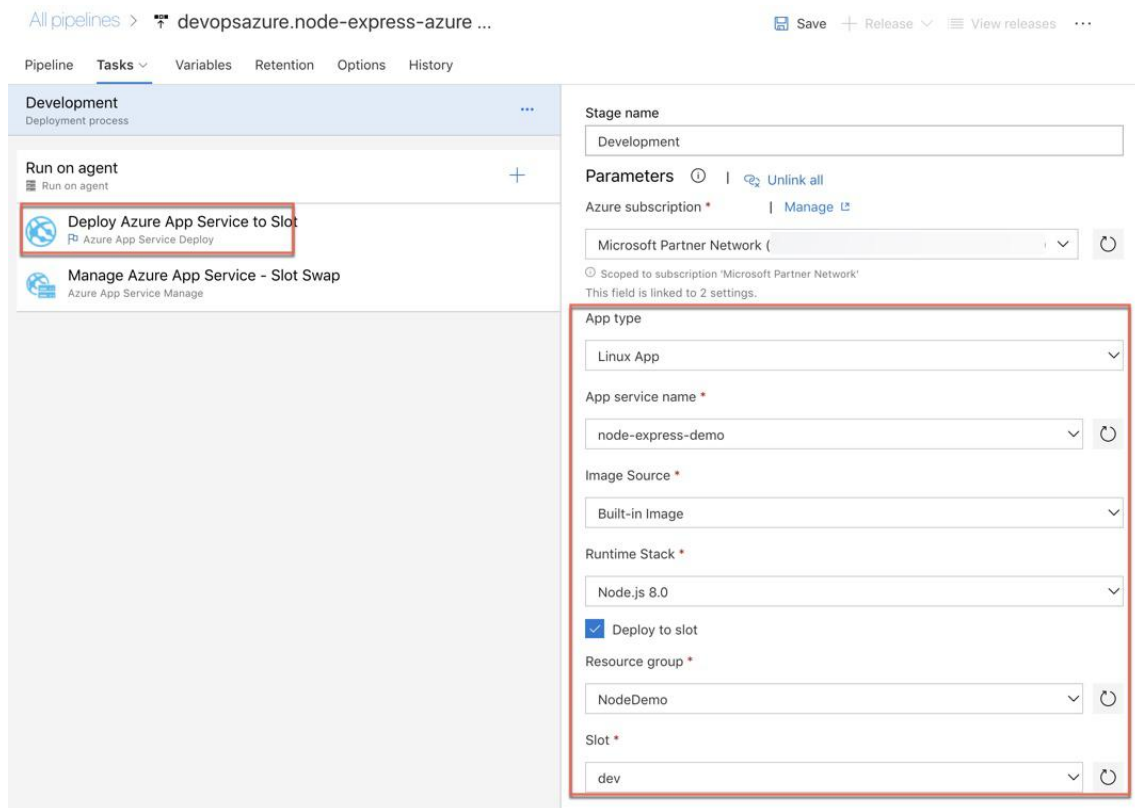 All pipelines > devopsazure.node-express-azure ...
Save + Release View releases ...
Pipeline Tasks Variables Retention Options History
Development
Deployment process
...
Run on agent
Run on agent
+
Deploy Azure App Service to Slot
Azure App Service Deploy
Manage Azure App Service - Slot Swap
Azure App Service Manage
Stage name
Development
Parameters | Unlink all
Azure subscription * | Manage
Microsoft Partner Network (
Scoped to subscription 'Microsoft Partner Network'
This field is linked to 2 settings.
App type
Linux App
App service name *
node-express-demo
Image Source *
Built-in Image
Runtime Stack *
Node.js 8.0
Deploy to slot
Resource group *
NodeDemo
Slot *
dev